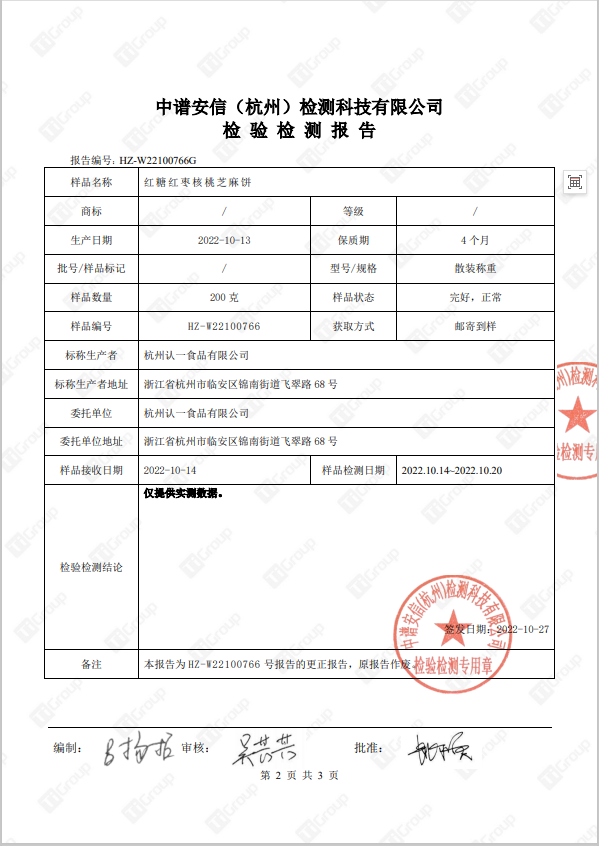 中谱安信（杭州）检测科技有限公司
检验检测报告
报告编号: HZ-W22100766G
样品名称 红糖红枣核桃芝麻饼
商标 / 等级 /
生产日期 2022-10-13 保质期 4 个月
批号/样品标记 / 型号/规格 散装称重
样品数量 200 克 样品状态 完好，正常
样品编号 HZ-W22100766 获取方式 邮寄到样
标称生产者 杭州认一食品有限公司
标称生产者地址 浙江省杭州市临安区锦南街道飞翠路 68 号
委托单位 杭州认一食品有限公司
委托单位地址 浙江省杭州市临安区锦南街道飞翠路 68 号
样品接收日期 2022-10-14 样品检测日期 2022.10.14~2022.10.20
检验检测结论 仅提供实测数据。
中谱安信(杭州)检测科技有限公司
签发日期: 2022-10-27
检验检测专用章
备注 本报告为 HZ-W22100766 号报告的更正报告，原报告作废。
编制: 审核: 批准:
第 2 页 共 3 页
州)检测科
检验检测专用
TTGroup